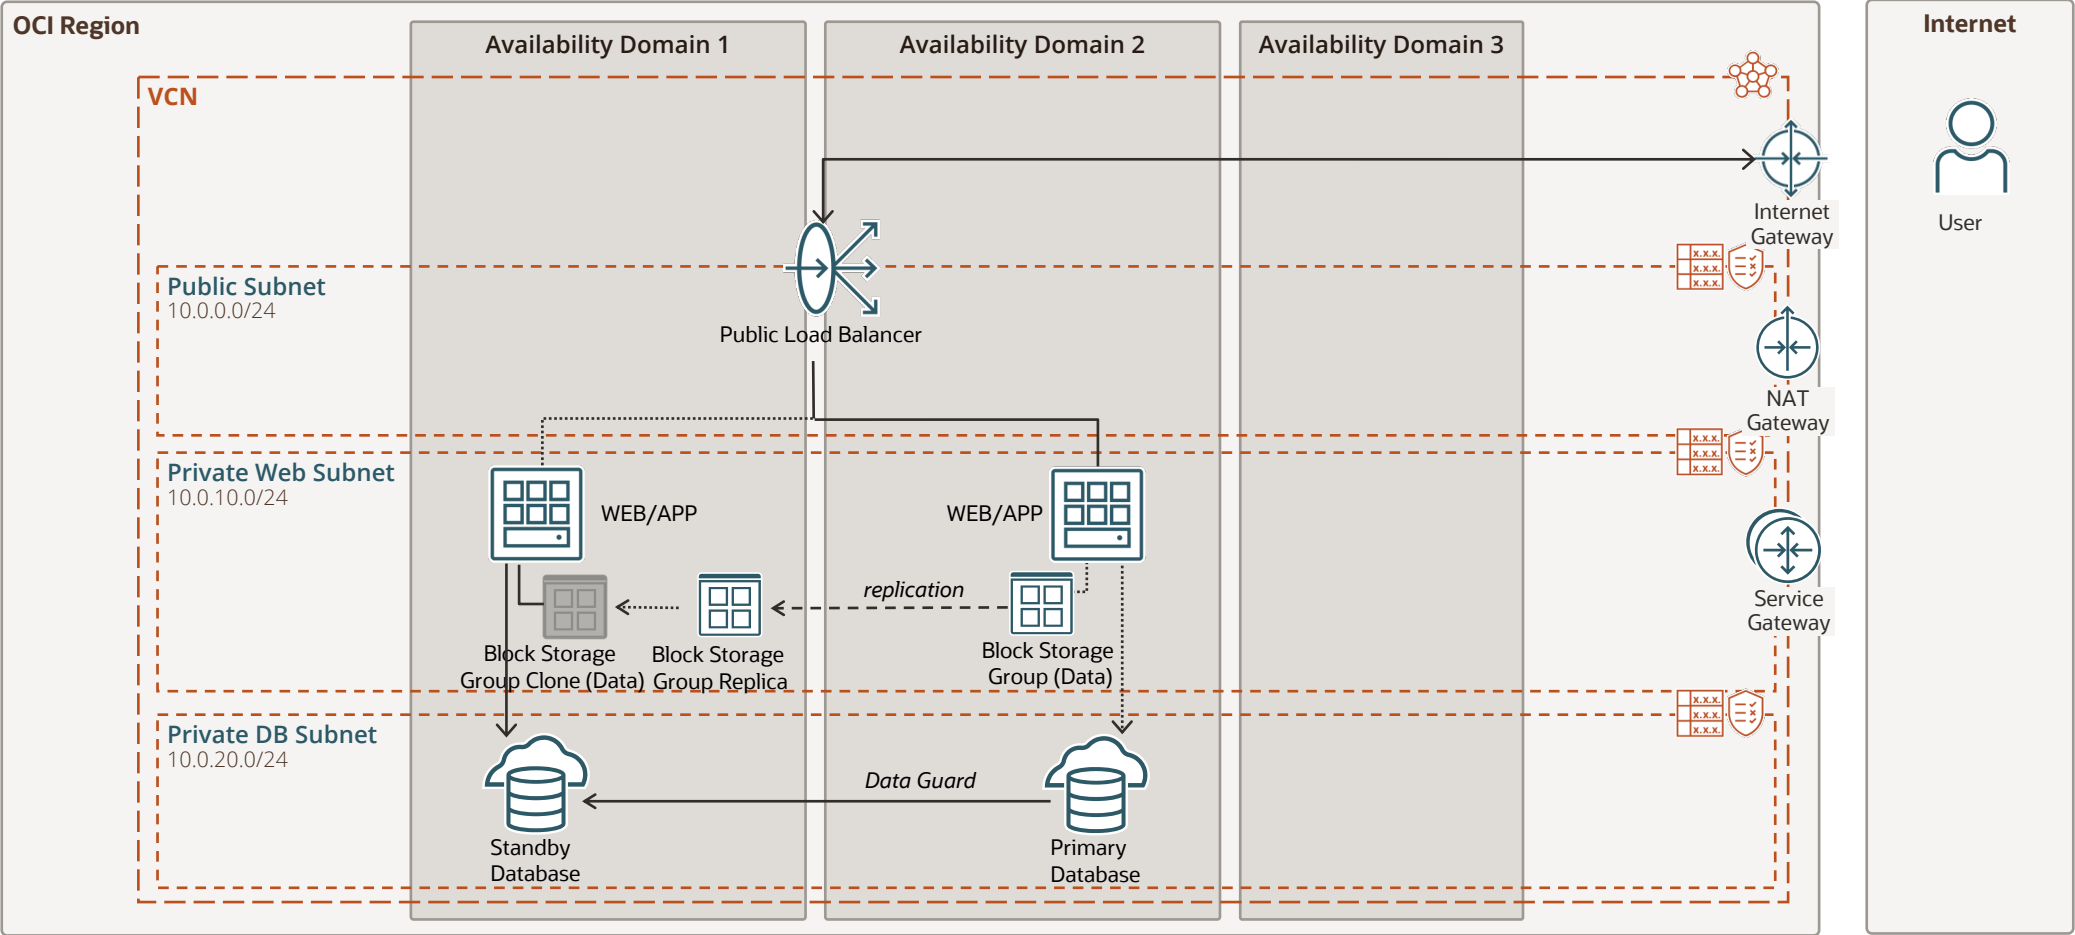 OCI Region
Availability Domain 1
Availability Domain 2
Availability Domain 3
Internet
VCN
User
Internet
Gateway
x.x.x.
x.x.x.
x.x.x.
Public Subnet
10.0.0.0/24
Public Load Balancer
NAT
Gateway
x.x.x.
x.x.x.
x.x.x.
Private Web Subnet
10.0.10.0/24
WEB/APP
WEB/APP
replication
Service
Gateway
Block Storage
Group Clone (Data)
Block Storage
Group Replica
Block Storage
Group (Data)
x.x.x.
x.x.x.
x.x.x.
Private DB Subnet
10.0.20.0/24
Data Guard
Standby
Database
Primary
Database